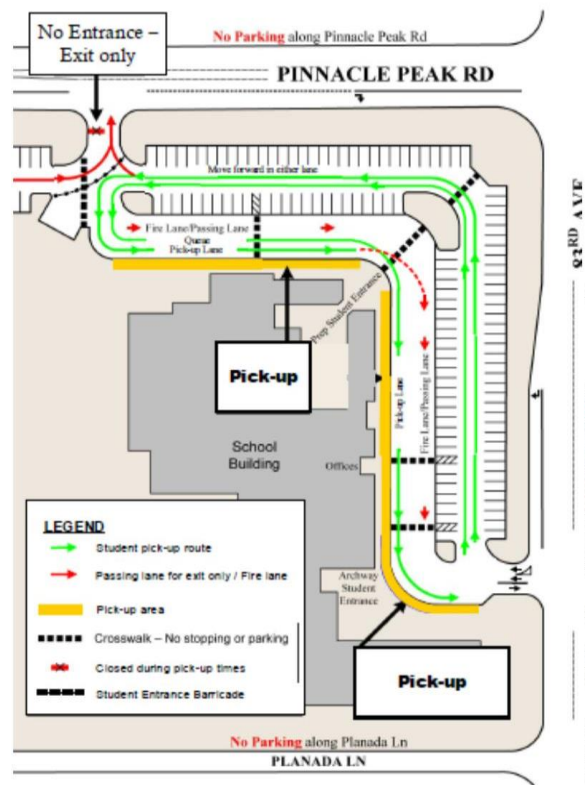 No Entrance –
Exit only
No Parking along Pinnacle Peak Rd
PINNACLE PEAK RD
83RD AVE
Move forward in either lane
Fire Lane/Passing Lane
Queue
Pick-up Lane
Prep Student Entrance
Pick-up
Pick-up Lane
Fire Lane/Passing Lane
School
Building
Offices
Archway
Student
Entrance
LEGEND
Student pick-up route
Passing lane for exit only / Fire lane
Pick-up area
Crosswalk – No stopping or parking
Closed during pick-up times
Student Entrance Barricade
Pick-up
No Parking along Planada Ln
PLANADA LN